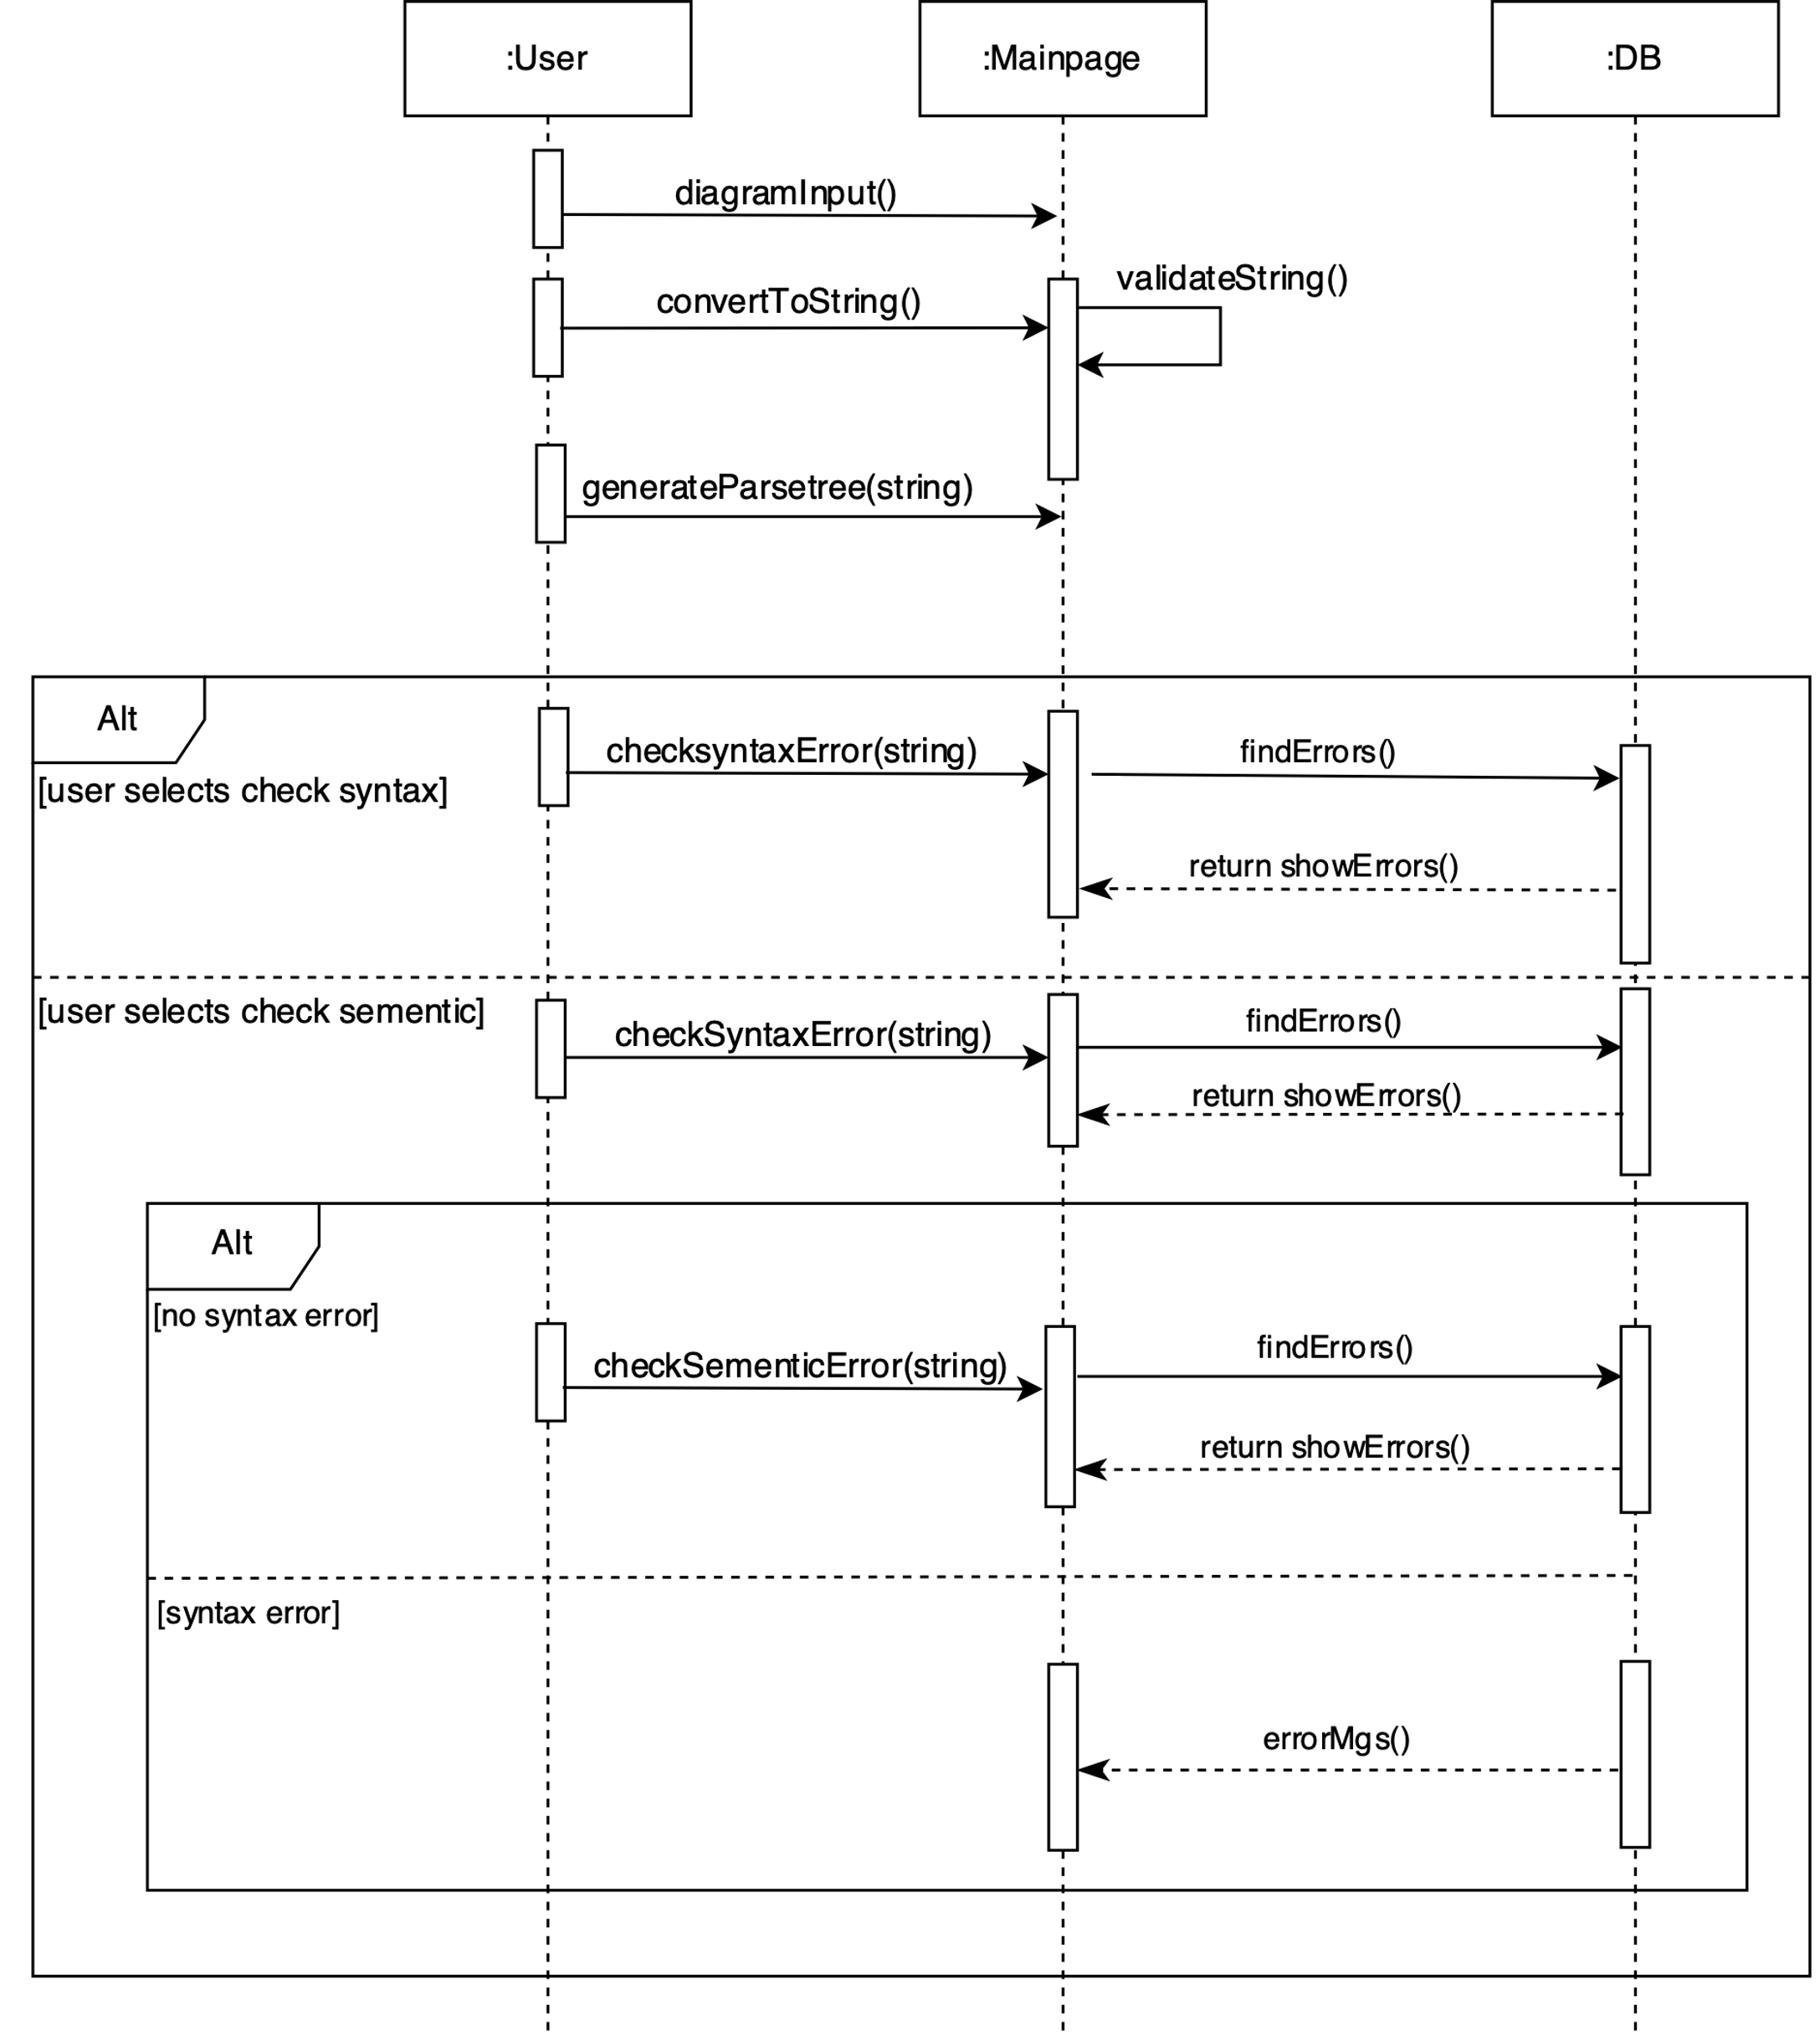 :User
:Mainpage
:DB
diagramInput()
validateString()
convertToString()
generateParsetree(string)
Alt
[user selects check syntax]
checksyntaxError(string)
findErrors()
return showErrors()
[user selects check sementic]
checkSyntaxError(string)
findErrors()
return showErrors()
Alt
[no syntax error]
checkSementicError(string)
findErrors()
return showErrors()
[syntax error]
errorMgs()